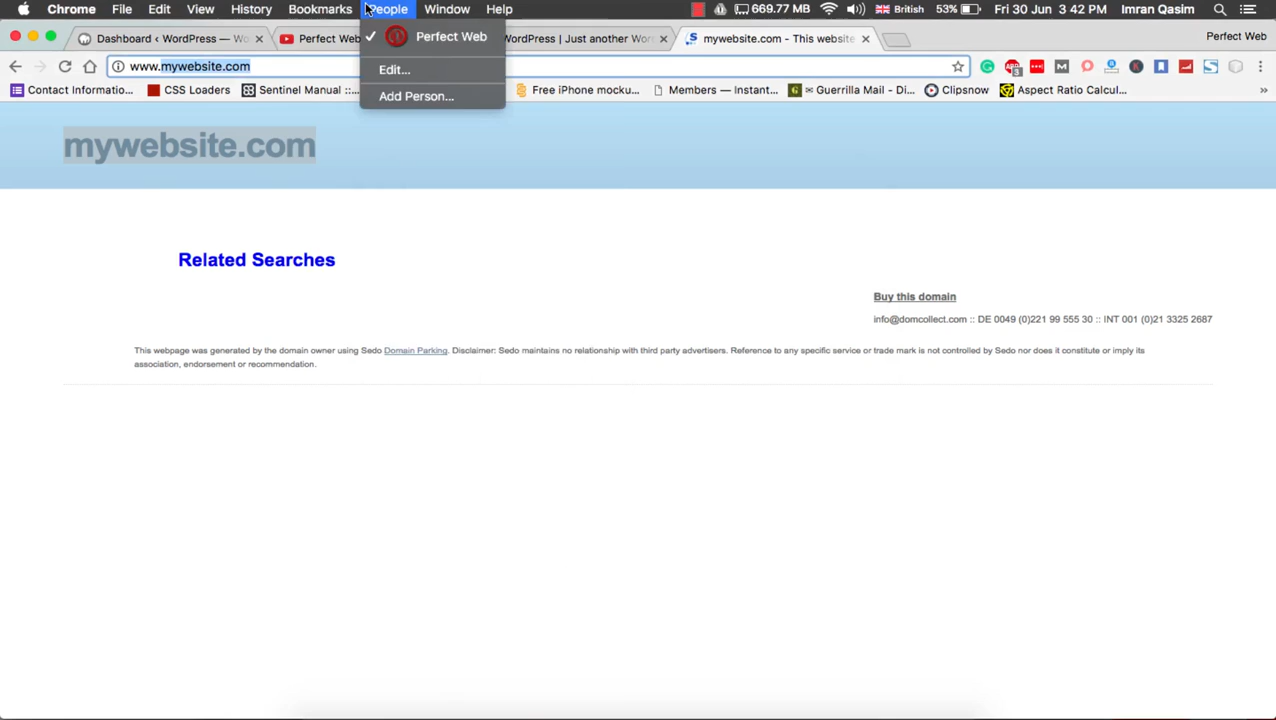 Chrome File Edit View History Bookmarks People Window Help 669.77 MB British 53% Fri 30 Jun 3:42 PM Imran Qasim
Dashboard ‹ WordPress — Wo Perfect Web WordPress | Just another Wor mywebsite.com - This website Perfect Web
✓ Perfect Web
www.mywebsite.com
Edit...
Contact Informatio... CSS Loaders Sentinel Manual ::... Free iPhone mocku... Members — Instant... Guerrilla Mail - Di... Clipsnow Aspect Ratio Calcul... »
Add Person...
mywebsite.com
Related Searches
Buy this domain
info@domcollect.com :: DE 0049 (0)221 99 555 30 :: INT 001 (0)21 3325 2687
This webpage was generated by the domain owner using Sedo Domain Parking. Disclaimer: Sedo maintains no relationship with third party advertisers. Reference to any specific service or trade mark is not controlled by Sedo nor does it constitute or imply its
association, endorsement or recommendation.